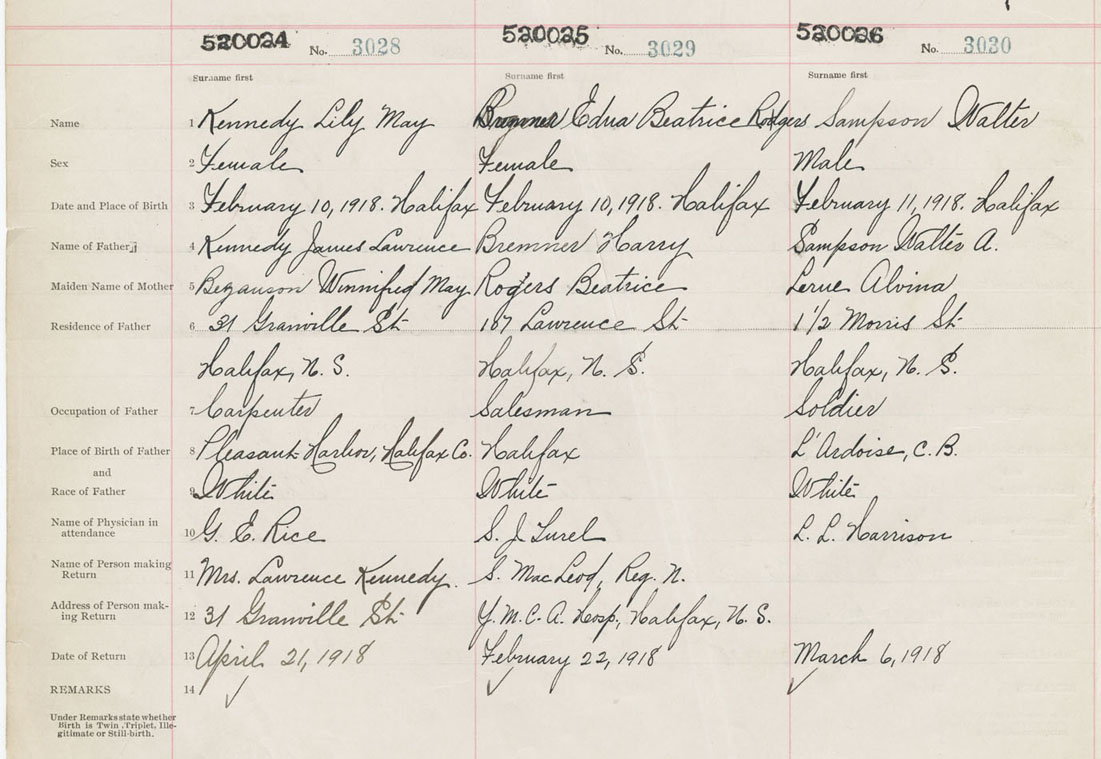 520024 No. 3028 520025 No. 3029 520026 No. 3030
Surname first Surname first Surname first
Name 1 Kennedy Lily May Bremner Edna Beatrice Rodgers Sampson Walter
Sex 2 Female Female Male
Date and Place of Birth 3 February 10, 1918. Halifax February 10, 1918. Halifax February 11, 1918. Halifax
Name of Father 4 Kennedy James Lawrence Bremner Harry Sampson Walter A.
Maiden Name of Mother 5 Beganson Winnifred May Rogers Beatrice Lerue Alvina
Residence of Father 6 31 Granville St 167 Lawrence St 1 1/2 Morris St
Halifax, N. S. Halifax, N. S. Halifax, N. S.
Occupation of Father 7 Carpenter Salesman Soldier
Place of Birth of Father 8 Pleasant Harbor, Halifax Co. Halifax L'Ardoise, C. B.
and
Race of Father 9 White White White
Name of Physician in
attendance 10 G. E. Rice S. J. Turel L. L. Harrison
Name of Person making
Return 11 Mrs. Lawrence Kennedy. S. MacLeod, Reg. N.
Address of Person mak-
ing Return 12 31 Granville St Y. M. C. A. Hosp., Halifax, N. S.
Date of Return 13 April 21, 1918 February 22, 1918 March 6, 1918
REMARKS 14 ✓ ✓ ✓
Under Remarks state whether
Birth is Twin, Triplet, Ille-
gitimate or Still-birth.